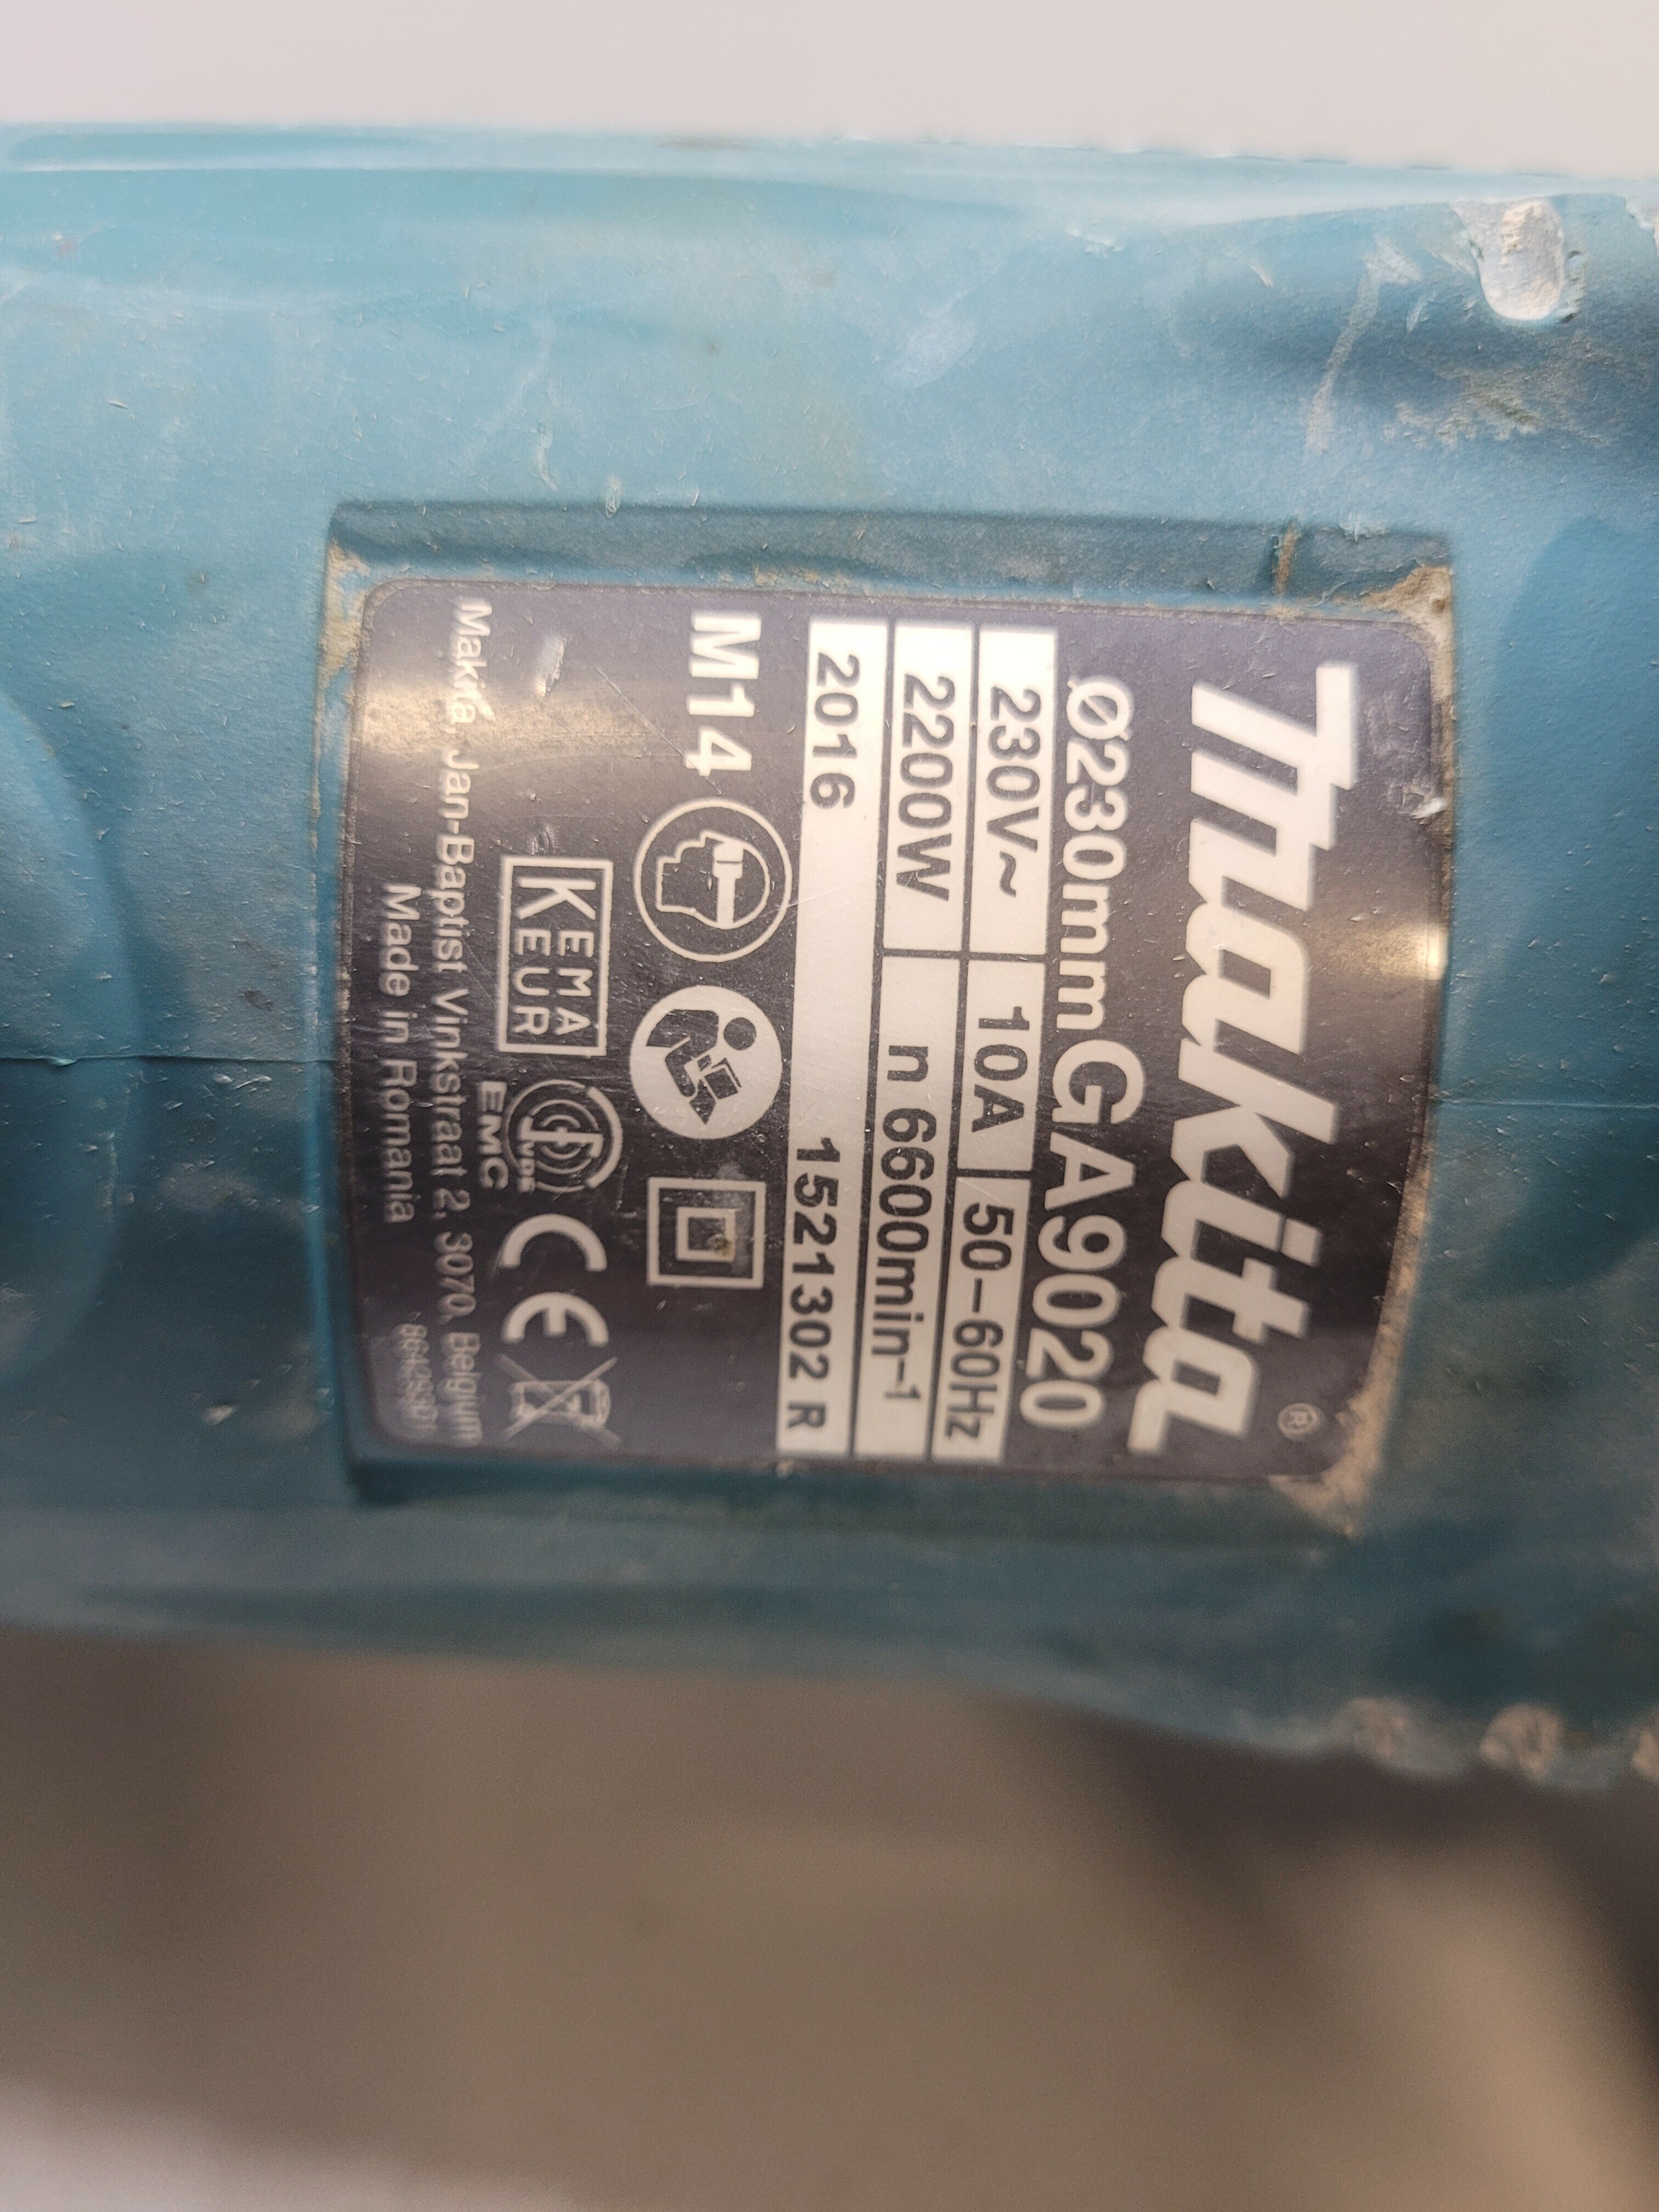 Makita®
Ø230mm GA9020
230V~ 10A 50-60Hz
2200W n 6600min⁻¹
2016 1521302 R
M14
KEMA
KEUR
EMC
CE
Makita, Jan-Baptist Vinkstraat 2, 3070, Belgium
Made in Romania